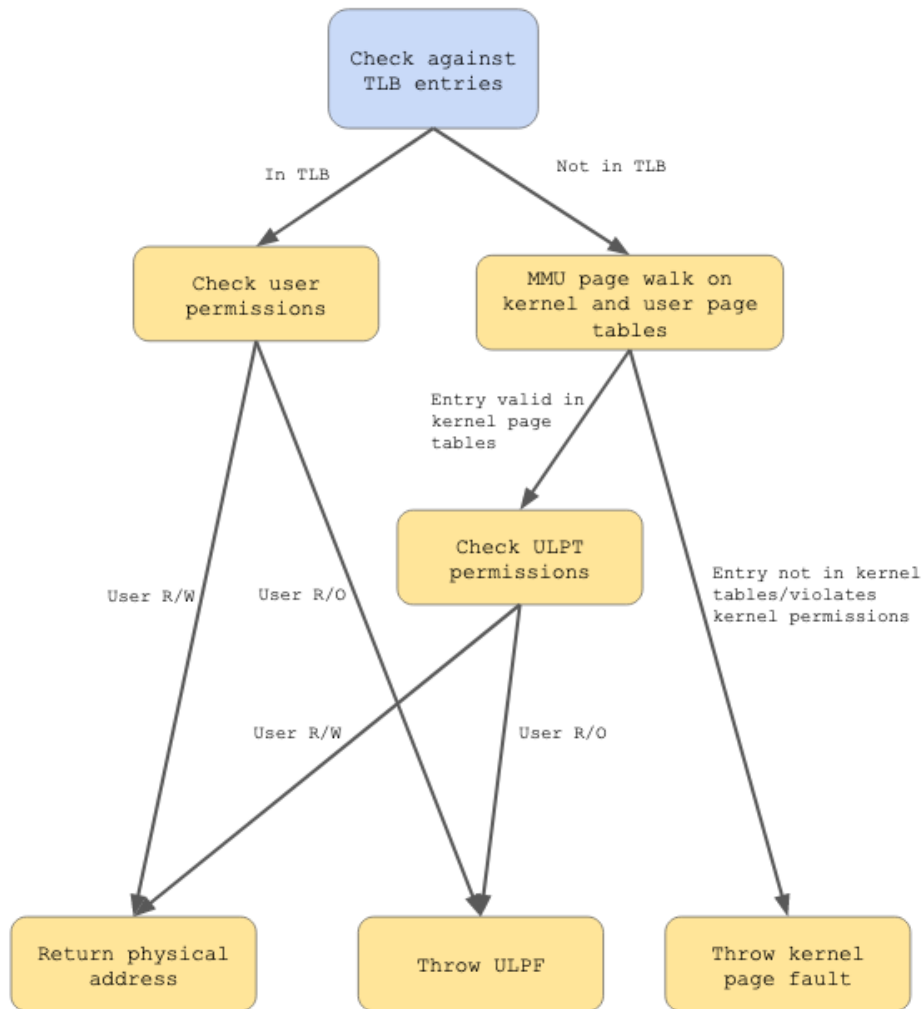 Check against
TLB entries
In TLB
Not in TLB
Check user
permissions
MMU page walk on
kernel and user page
tables
Entry valid in
kernel page
tables
Check ULPT
permissions
User R/W
User R/O
Entry not in kernel
tables/violates
kernel permissions
User R/W
User R/O
Return physical
address
Throw ULPF
Throw kernel
page fault